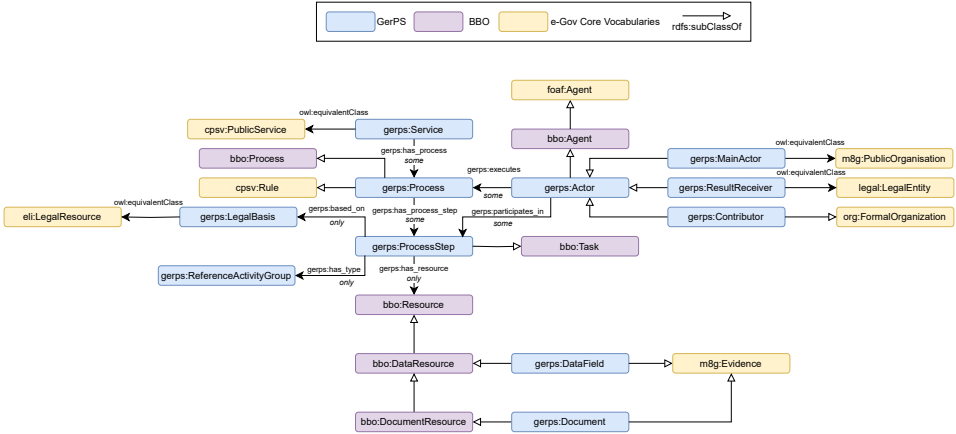 GerPS
BBO
e-Gov Core Vocabularies
rdfs:subClassOf
foaf:Agent
owl:equivalentClass
cpsv:PublicService
gerps:Service
bbo:Agent
owl:equivalentClass
gerps:has_process
some
bbo:Process
gerps:MainActor
m8g:PublicOrganisation
gerps:executes
some
owl:equivalentClass
cpsv:Rule
gerps:Process
gerps:Actor
gerps:ResultReceiver
legal:LegalEntity
owl:equivalentClass
gerps:based_on
only
gerps:has_process_step
some
gerps:participates_in
some
eli:LegalResource
gerps:LegalBasis
gerps:Contributor
org:FormalOrganization
gerps:ProcessStep
bbo:Task
gerps:has_type
only
gerps:has_resource
only
gerps:ReferenceActivityGroup
bbo:Resource
bbo:DataResource
gerps:DataField
m8g:Evidence
bbo:DocumentResource
gerps:Document